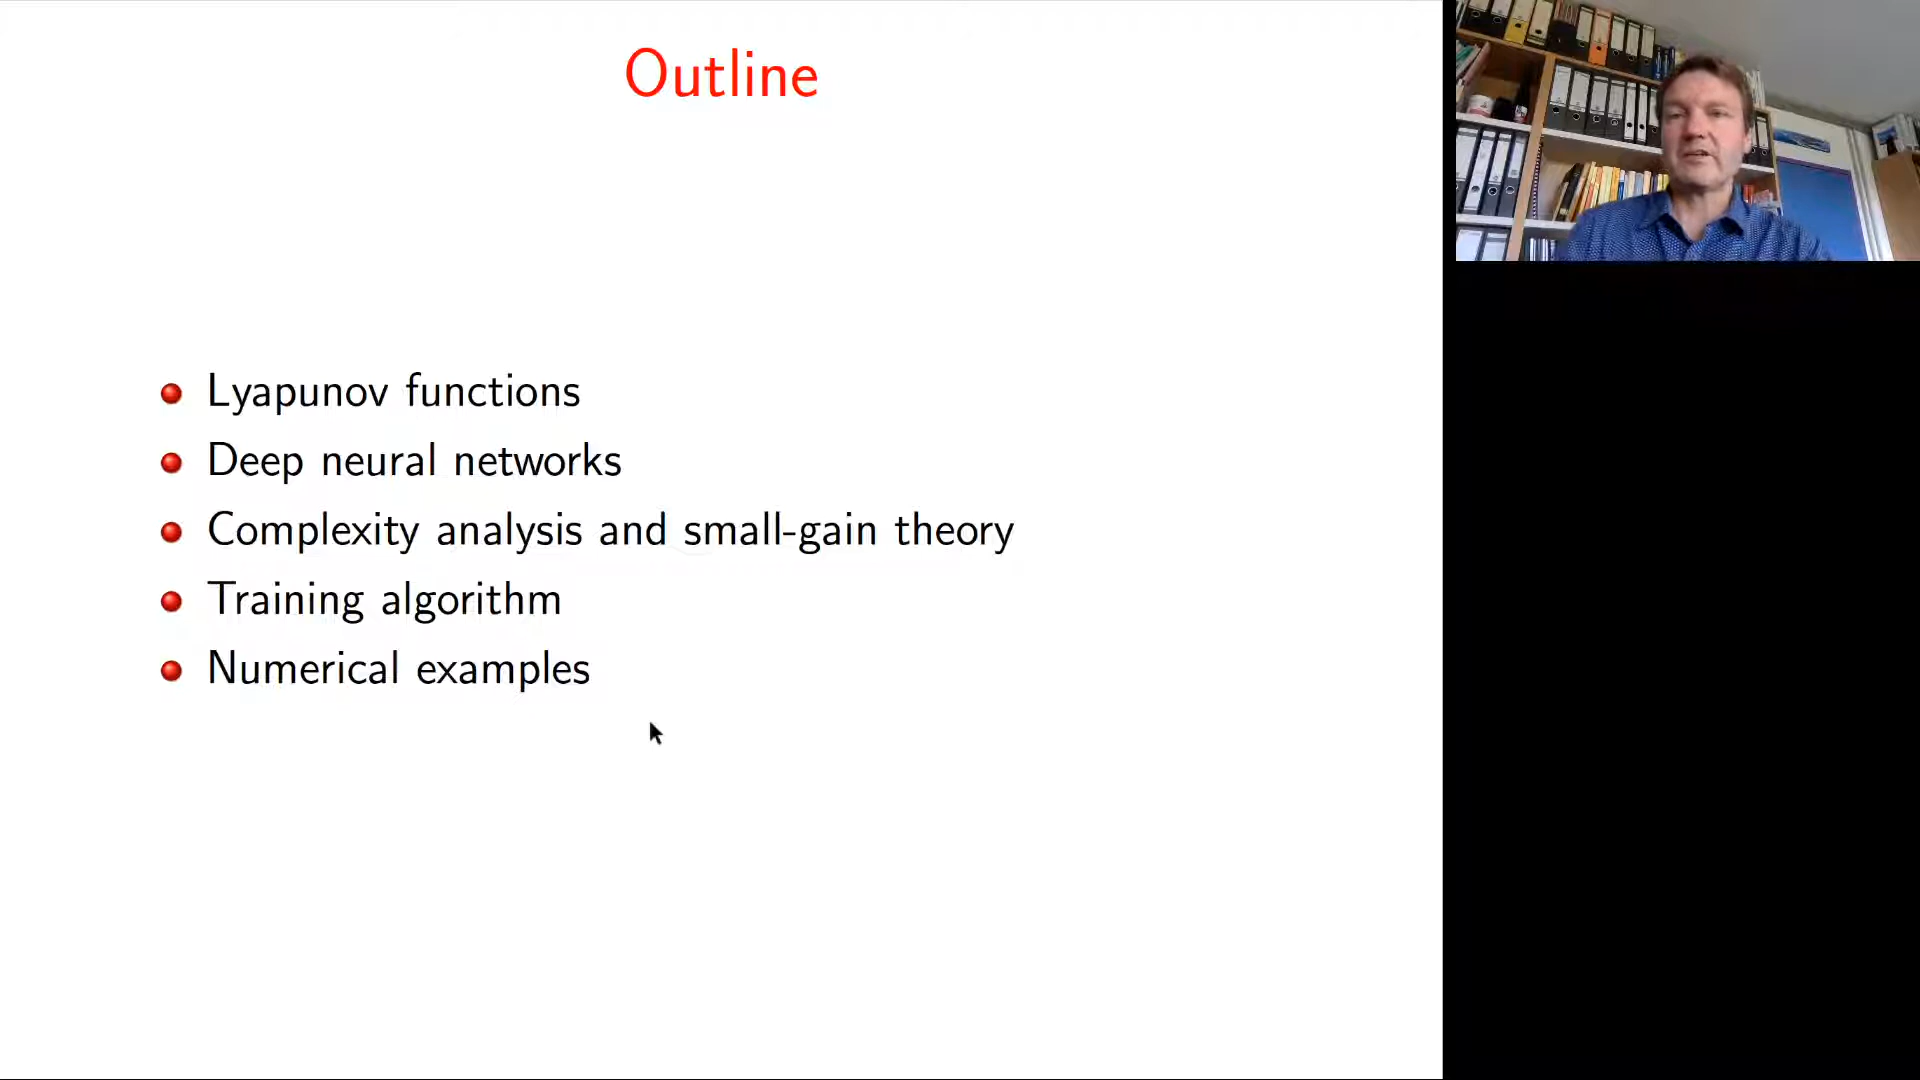 Outline
Lyapunov functions
Deep neural networks
Complexity analysis and small-gain theory
Training algorithm
Numerical examples